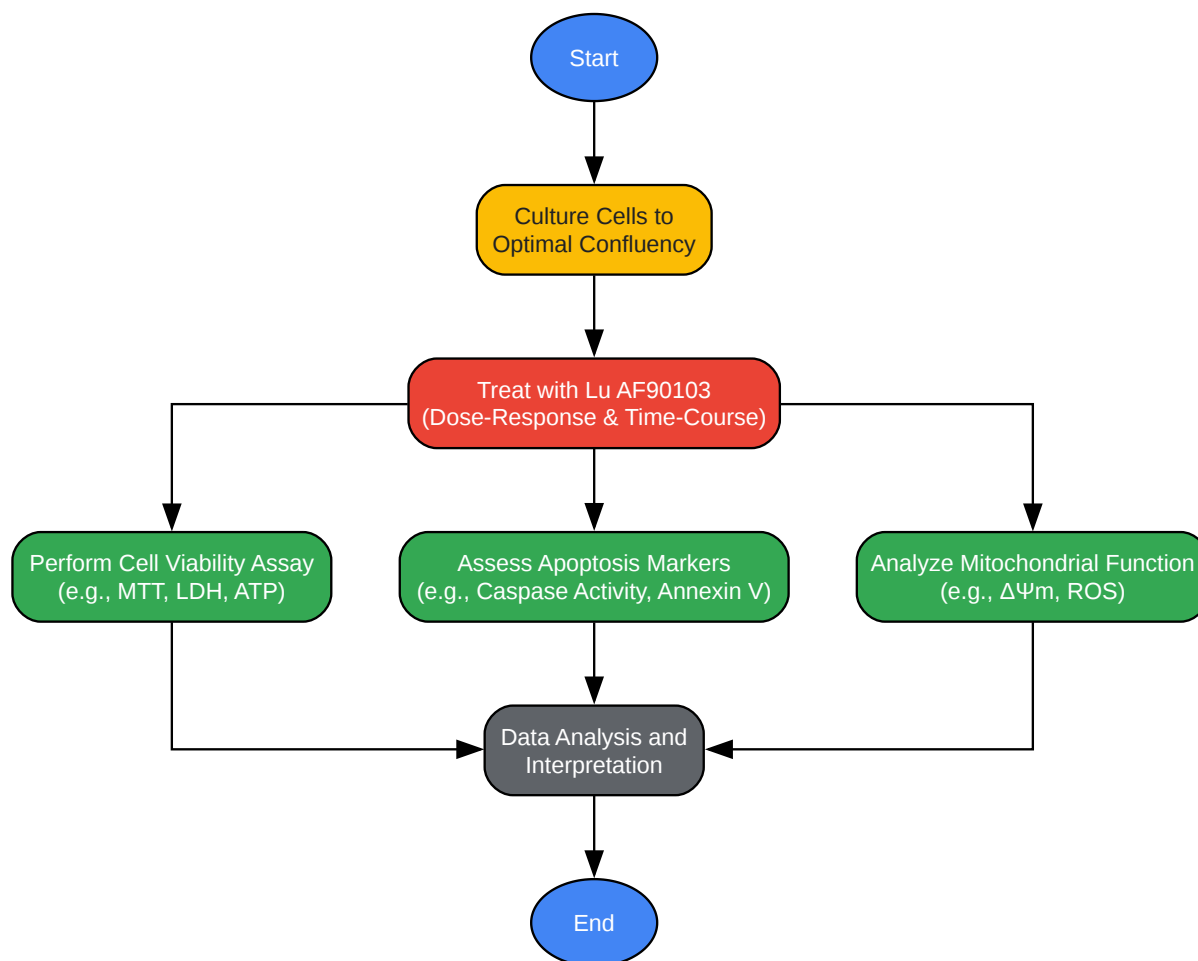 Start
Culture Cells to
Optimal Confluency
Treat with Lu AF90103
(Dose-Response & Time-Course)
Perform Cell Viability Assay
(e.g., MTT, LDH, ATP)
Assess Apoptosis Markers
(e.g., Caspase Activity, Annexin V)
Analyze Mitochondrial Function
(e.g., ΔΨm, ROS)
Data Analysis and
Interpretation
End